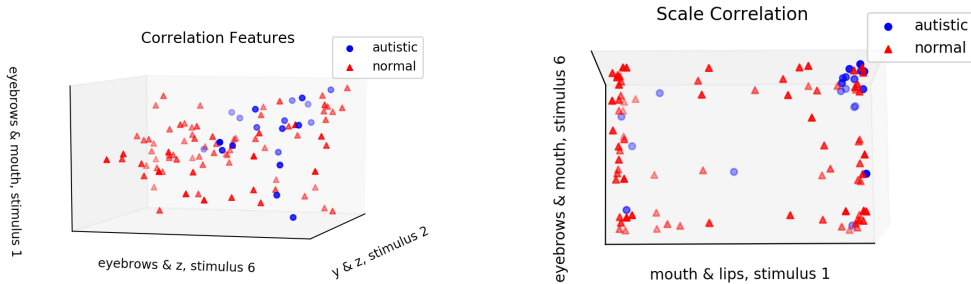 Correlation Features
autistic
normal
eyebrows & mouth, stimulus 1
eyebrows & z, stimulus 6
y & z, stimulus 2
Scale Correlation
autistic
normal
eyebrows & mouth, stimulus 6
mouth & lips, stimulus 1